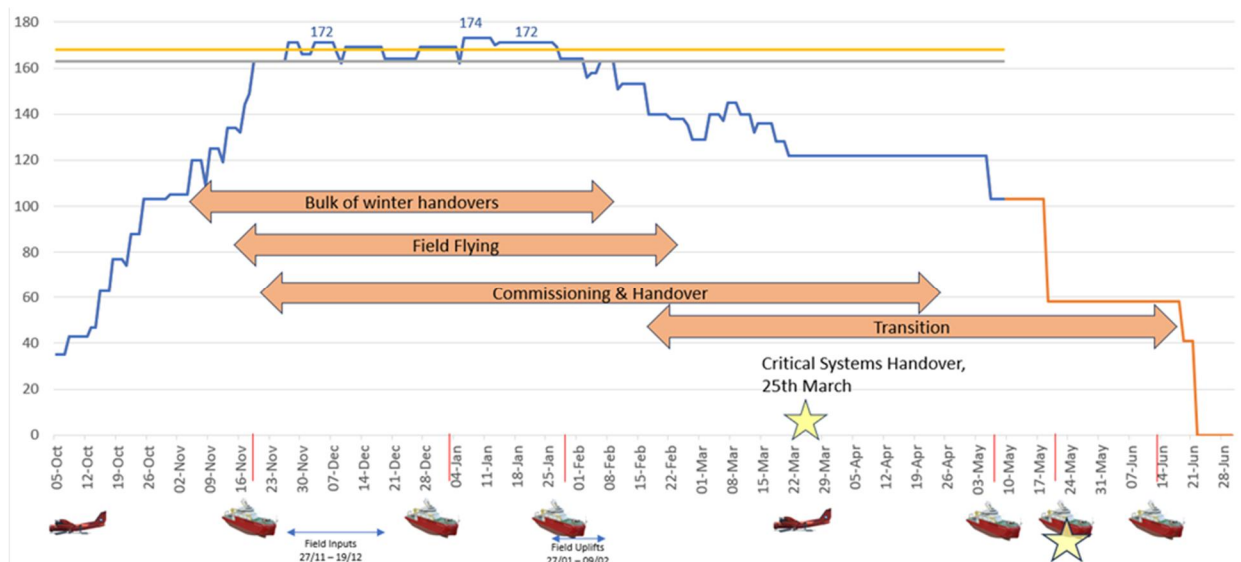 180
172
174
172
160
140
120
100
Bulk of winter handovers
80
Field Flying
60
Commissioning & Handover
Transition
40
Critical Systems Handover,
25th March
20
0
05-Oct
12-Oct
19-Oct
26-Oct
02-Nov
09-Nov
16-Nov
23-Nov
30-Nov
07-Dec
14-Dec
21-Dec
28-Dec
04-Jan
11-Jan
18-Jan
25-Jan
01-Feb
08-Feb
15-Feb
22-Feb
01-Mar
08-Mar
15-Mar
22-Mar
29-Mar
05-Apr
12-Apr
19-Apr
26-Apr
03-May
10-May
17-May
24-May
31-May
07-Jun
14-Jun
21-Jun
28-Jun
Field Inputs
27/11 – 19/12
Field Uplifts
27/01 – 09/02